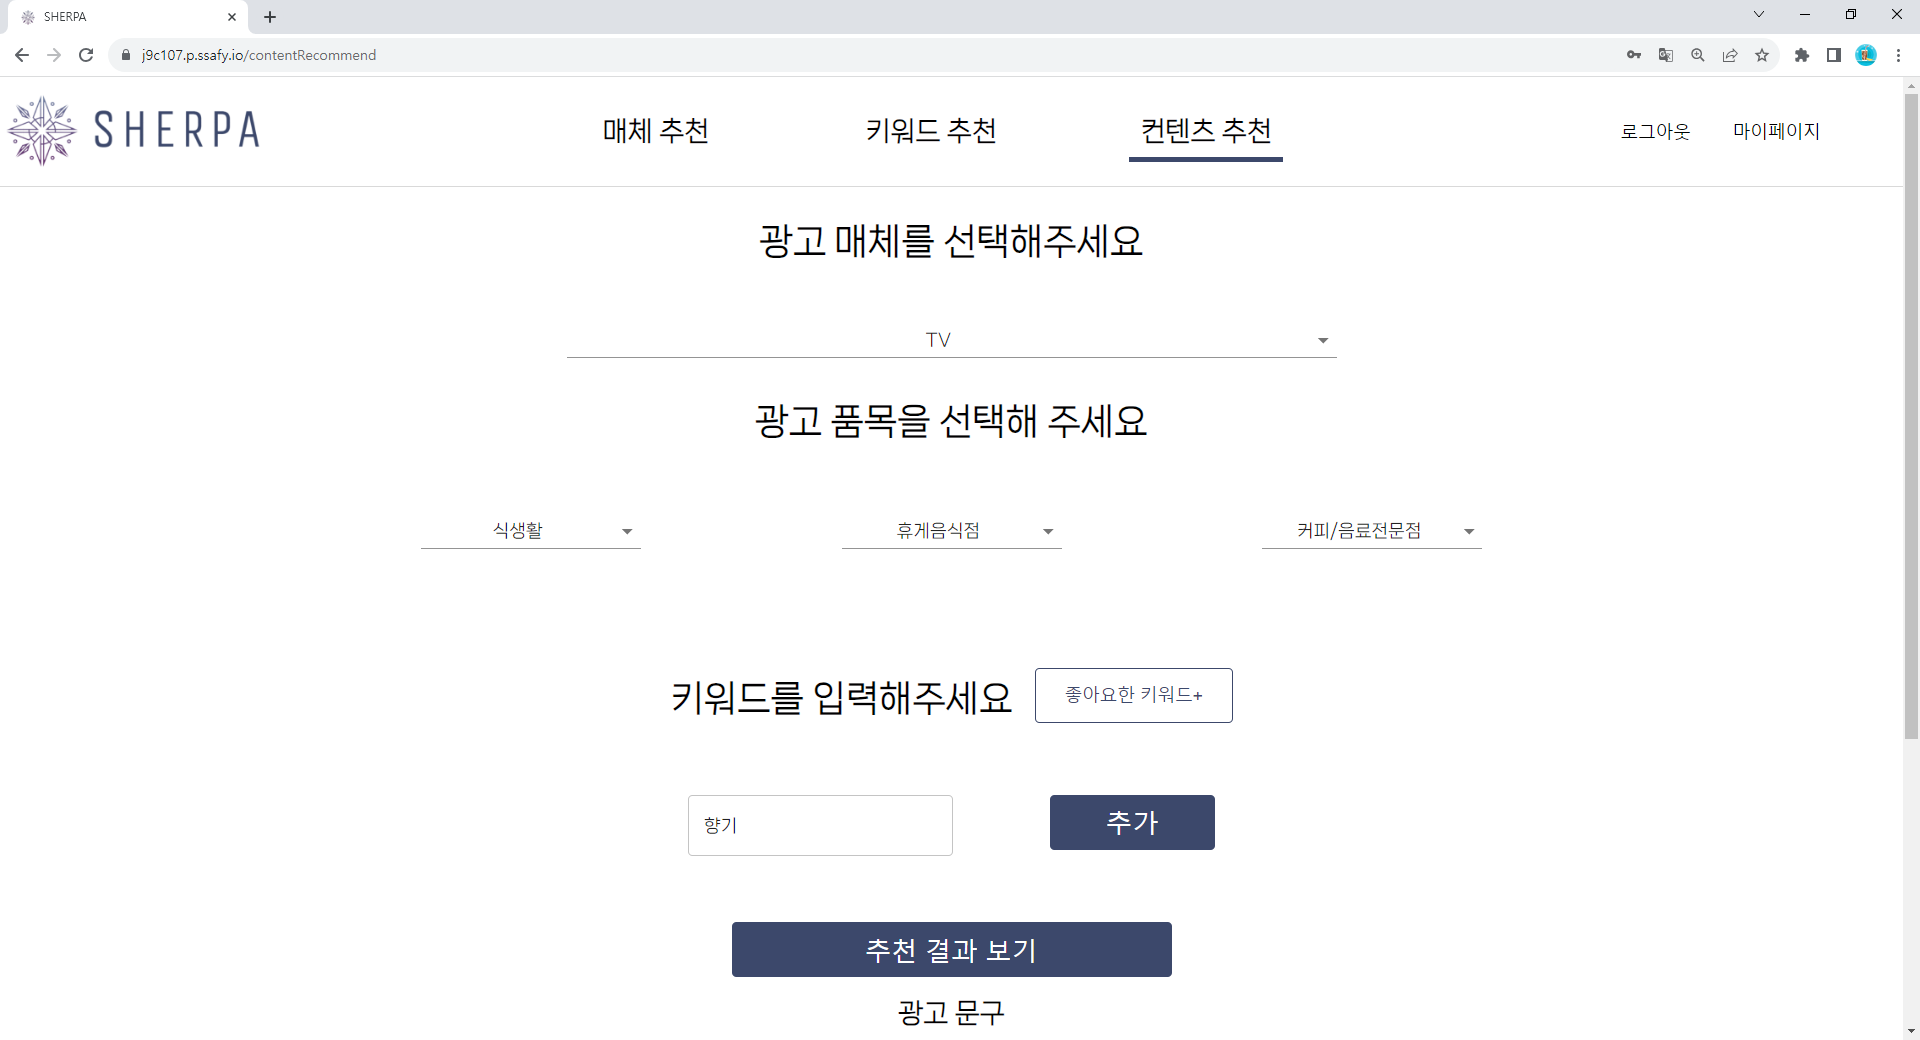 SHERPA
j9c107.p.ssafy.io/contentRecommend
SHERPA
매체 추천
키워드 추천
컨텐츠 추천
로그아웃
마이페이지
광고 매체를 선택해주세요
TV
광고 품목을 선택해 주세요
식생활
휴게음식점
커피/음료전문점
키워드를 입력해주세요
좋아요한 키워드+
향기
추가
추천 결과 보기
광고 문구